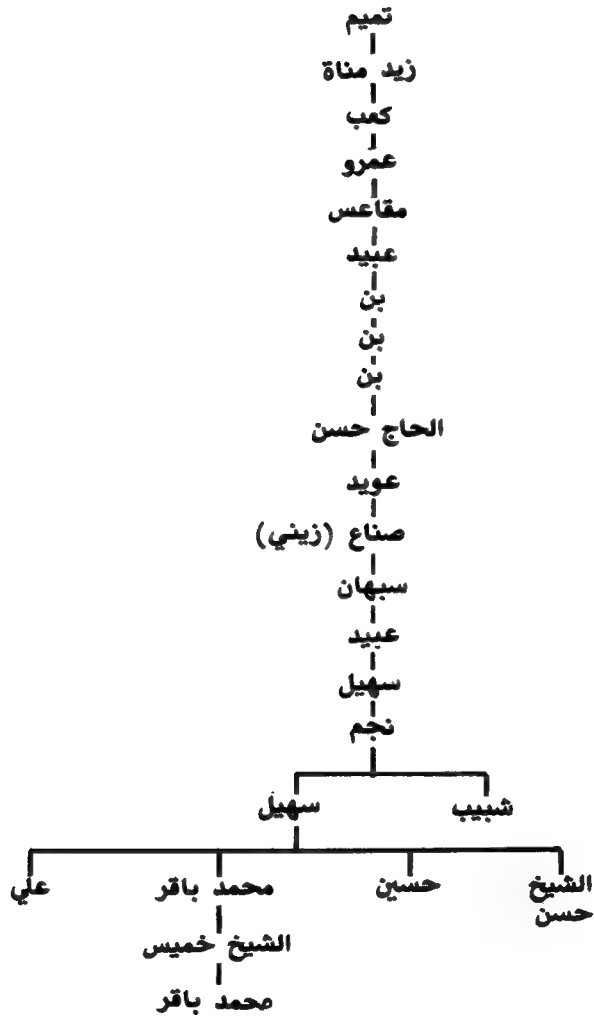 تميم
زيد مناة
كعب
عمرو
مقاعس
عبيد
بن
بن
بن
الحاج حسن
عويد
صناع (زيني)
سبهان
عبيد
سهيل
نجم
شبيب
سهيل
الشيخ
حسن
حسين
محمد باقر
علي
الشيخ خميس
محمد باقر